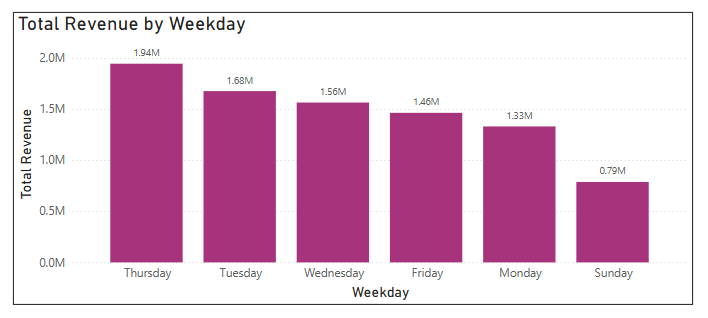 Total Revenue by Weekday
Total Revenue
2.0M
1.5M
1.0M
0.5M
0.0M
1.94M
1.68M
1.56M
1.46M
1.33M
0.79M
Thursday Tuesday Wednesday Friday Monday Sunday
Weekday